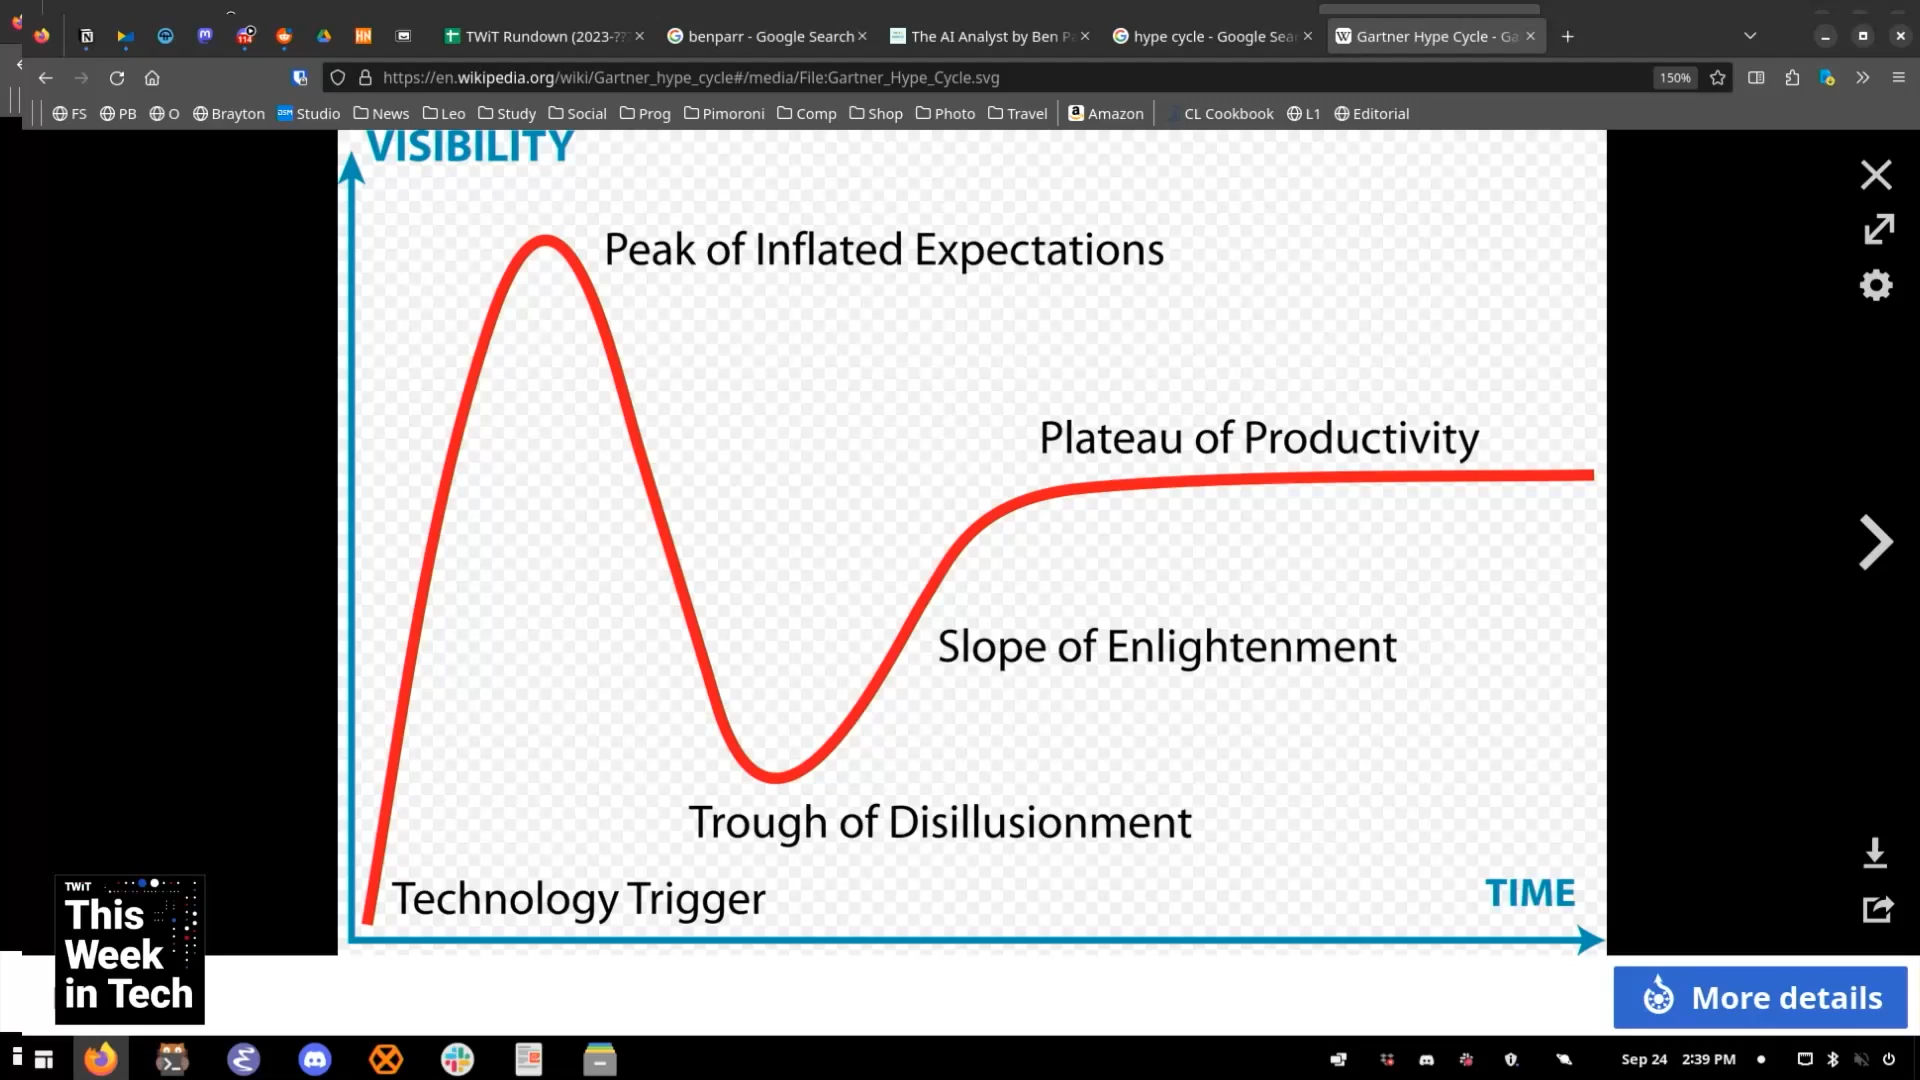 114
TWiT Rundown (2023-??
benparr - Google Search
The AI Analyst by Ben Pa
hype cycle - Google Sear
Gartner Hype Cycle - Ga
https://en.wikipedia.org/wiki/Gartner_hype_cycle#/media/File:Gartner_Hype_Cycle.svg
150%
FS PB O Brayton Studio News Leo Study Social Prog Pimoroni Comp Shop Photo Travel Amazon CL Cookbook L1 Editorial
VISIBILITY
Peak of Inflated Expectations
Plateau of Productivity
Slope of Enlightenment
Trough of Disillusionment
Technology Trigger
TIME
TWiT
This
Week
in Tech
More details
Sep 24 2:39 PM